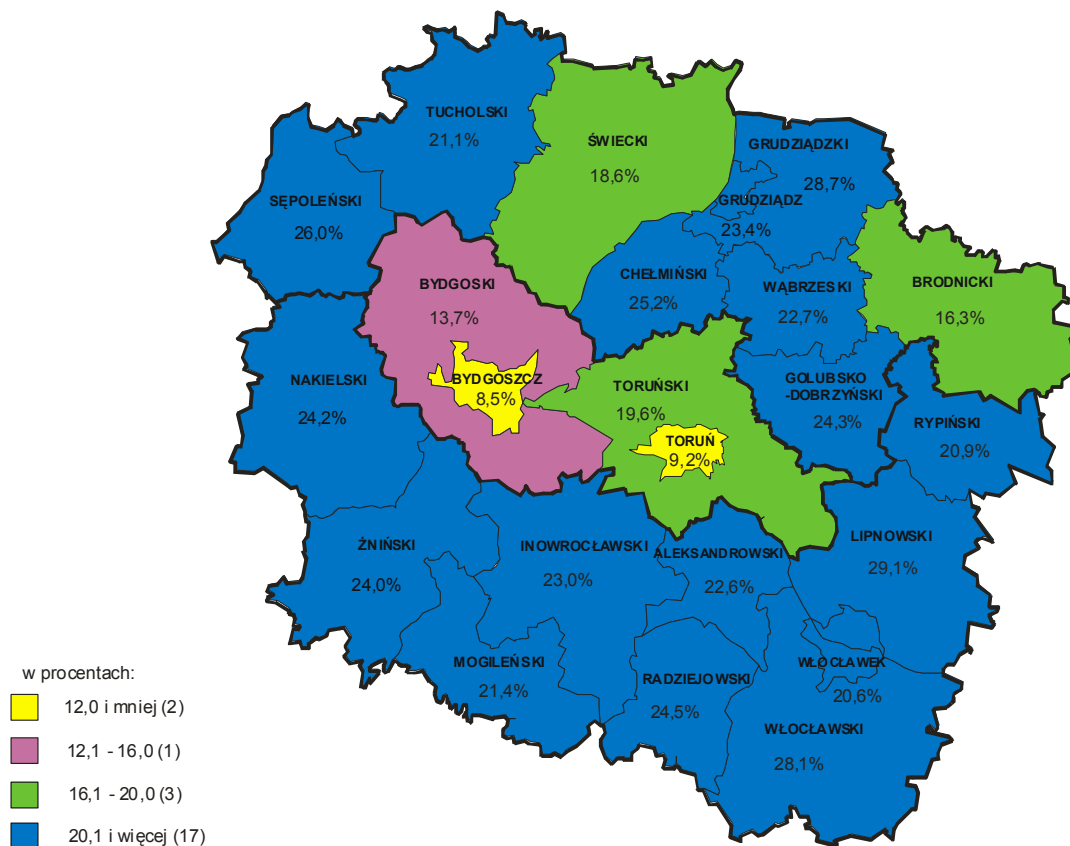 TUCHOLSKI
21,1%
ŚWIECKI
18,6%
GRUDZIĄDZKI
28,7%
GRUDZIĄDZ
23,4%
SĘPOLEŃSKI
26,0%
CHEŁMIŃSKI
25,2%
WĄBRZESKI
22,7%
BRODNICKI
16,3%
BYDGOSKI
13,7%
BYDGOSZCZ
8,5%
NAKIELSKI
24,2%
TORUŃSKI
19,6%
TORUŃ
9,2%
GOLUBSKO
-DOBRZYŃSKI
24,3%
RYPIŃSKI
20,9%
ŻNIŃSKI
24,0%
INOWROCŁAWSKI
23,0%
ALEKSANDROWSKI
22,6%
LIPNOWSKI
29,1%
MOGILEŃSKI
21,4%
RADZIEJOWSKI
24,5%
WŁOCŁAWEK
20,6%
WŁOCŁAWSKI
28,1%
w procentach:
12,0 i mniej (2)
12,1 - 16,0 (1)
16,1 - 20,0 (3)
20,1 i więcej (17)